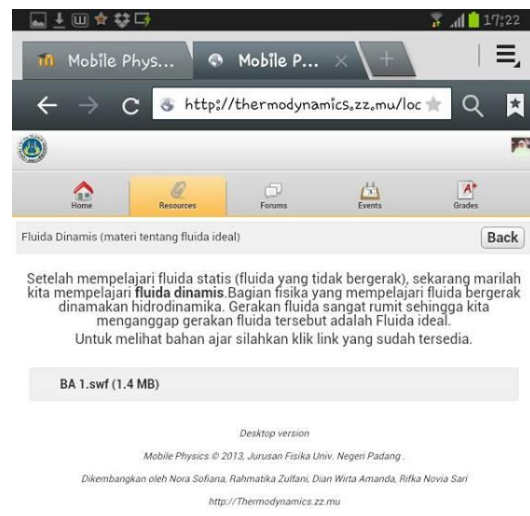 17:22
Mobile Phys...
Mobile P...
http://thermodynamics.zz.mu/loc
Home
Resources
Forums
Events
Grades
Fluida Dinamis (materi tentang fluida ideal)
Back
Setelah mempelajari fluida statis (fluida yang tidak bergerak), sekarang marilah
kita mempelajari fluida dinamis.Bagian fisika yang mempelajari fluida bergerak
dinamakan hidrodinamika. Gerakan fluida sangat rumit sehingga kita
menganggap gerakan fluida tersebut adalah Fluida ideal.
Untuk melihat bahan ajar silahkan klik link yang sudah tersedia.
BA 1.swf (1.4 MB)
Desktop version
Mobile Physics © 2013, Jurusan Fisika Univ. Negeri Padang .
Dikembangkan oleh Nora Sofiana, Rahmatika Zulfani, Dian Wirta Amanda, Rifka Novia Sari
http://Thermodynamics.zz.mu